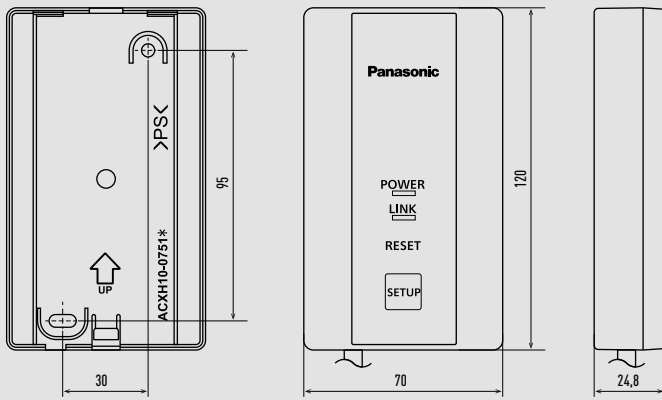 >PS<
95
ACXH10-0751*
UP
30
Panasonic
POWER
LINK
RESET
SETUP
120
70
24,8